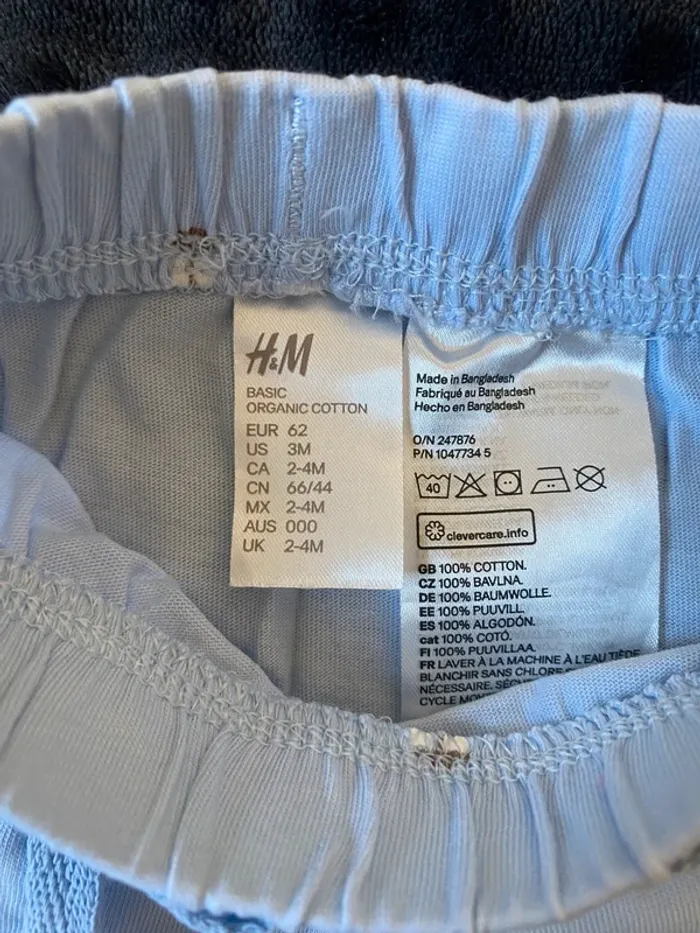 H&M
BASIC
ORGANIC COTTON
EUR 62
US 3M
CA 2-4M
CN 66/44
MX 2-4M
AUS 000
UK 2-4M
Made in Bangladesh
Fabriqué au Bangladesh
Hecho en Bangladesh
O/N 247876
P/N 1047734 5
40
clevercare.info
GB 100% COTTON.
CZ 100% BAVLNA.
DE 100% BAUMWOLLE.
EE 100% PUUVILL.
ES 100% ALGODÓN.
cat 100% COTÓ.
FI 100% PUUVILLAA.
FR LAVER À LA MACHINE À L'EAU TIÈDE
BLANCHIR SANS CHLORE
NÉCESSAIRE.
CYCLE